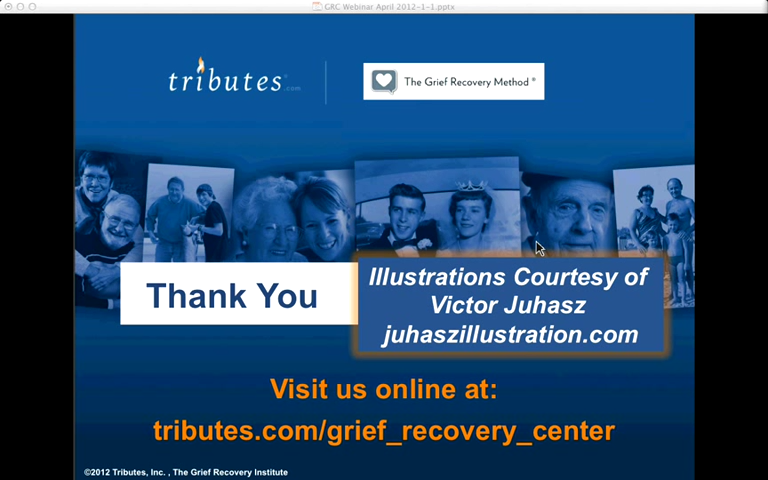 GRC Webinar April 2012-1-1.pptx
tributes.com
The Grief Recovery Method®
Thank You
Illustrations Courtesy of
Victor Juhasz
juhaszillustration.com
Visit us online at:
tributes.com/grief_recovery_center
©2012 Tributes, Inc. , The Grief Recovery Institute